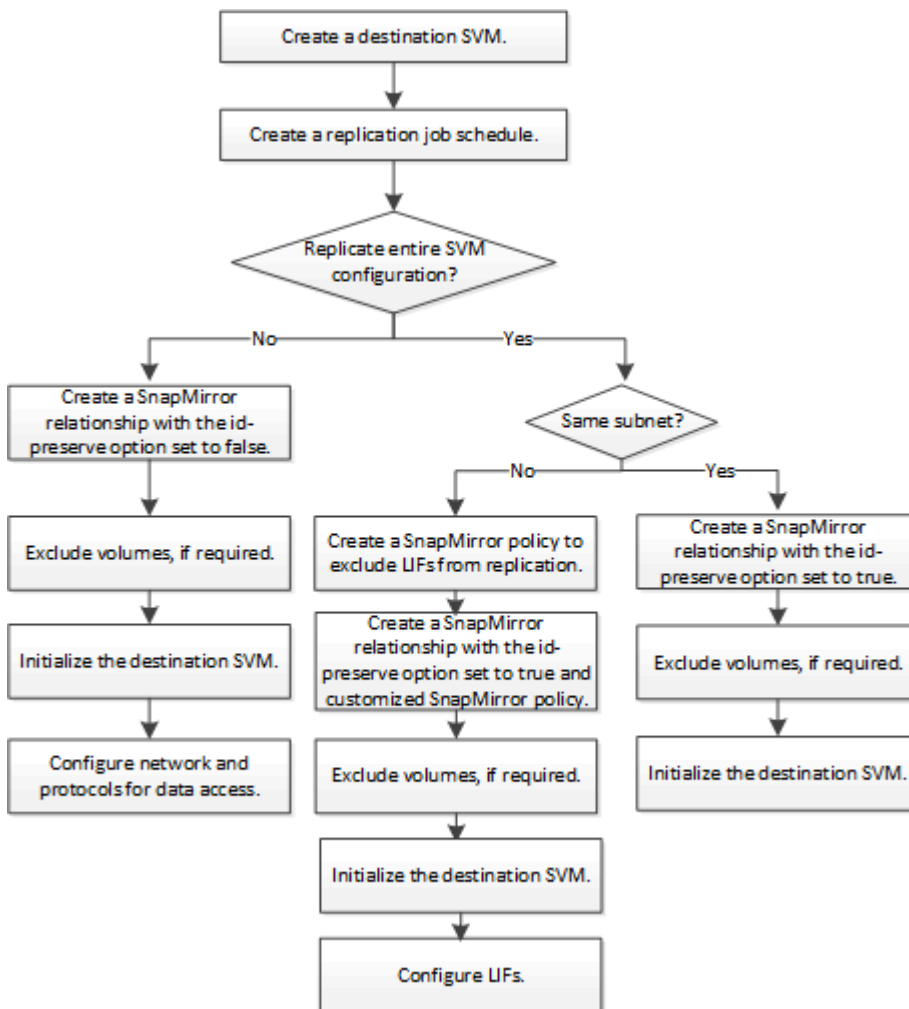 Create a destination SVM.
Create a replication job schedule.
Replicate entire SVM
configuration?
No
Yes
Create a SnapMirror
relationship with the id-
preserve option set to false.
Exclude volumes, if required.
Initialize the destination SVM.
Configure network and
protocols for data access.
Same subnet?
No
Yes
Create a SnapMirror policy to
exclude LIFs from replication.
Create a SnapMirror
relationship with the id-
preserve option set to true and
customized SnapMirror policy.
Exclude volumes, if required.
Initialize the destination SVM.
Configure LIFs.
Create a SnapMirror
relationship with the id-
preserve option set to true.
Exclude volumes, if required.
Initialize the destination SVM.